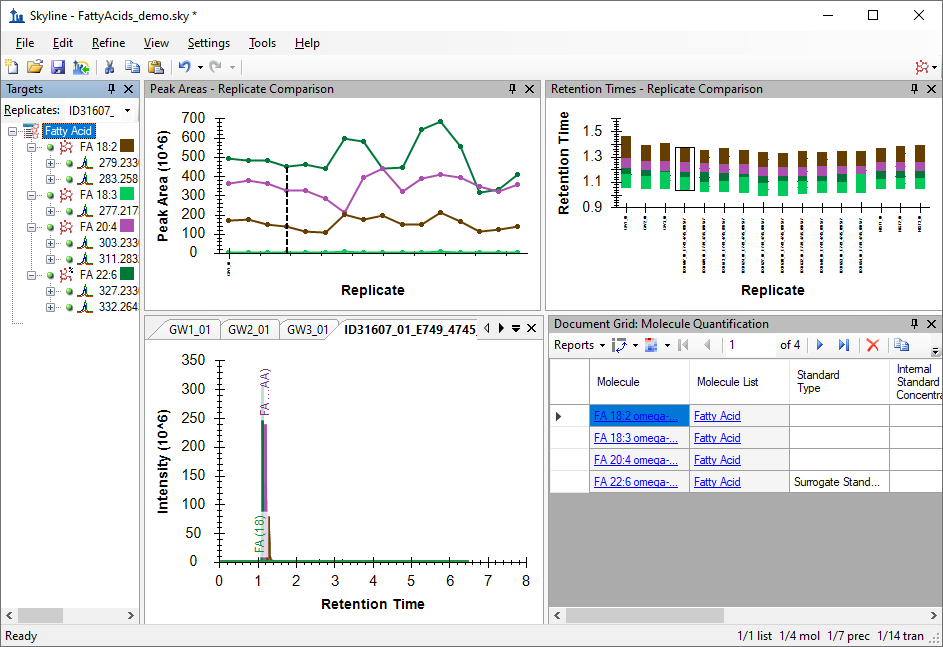 Skyline - FattyAcids_demo.sky *
File Edit Refine View Settings Tools Help
Targets
Replicates: ID31607_
Fatty Acid
FA 18:2
279.233
283.258
FA 18:3
277.217
FA 20:4
303.233
311.283
FA 22:6
327.233
332.264
Peak Areas - Replicate Comparison
700
600
500
400
300
200
100
0
Peak Area (10^6)
Replicate
Retention Times - Replicate Comparison
1.5
1.3
1.1
0.9
Retention Time
Replicate
GW1_01 GW2_01 GW3_01 ID31607_01_E749_4745
350
300
250
200
150
100
50
0
Intensity (10^6)
FA ...AA)
FA (18)
0 1 2 3 4 5 6 7 8
Retention Time
Document Grid: Molecule Quantification
Reports 1 of 4
Molecule Molecule List Standard Type Internal Standard Concentra
FA 18:2 omega-... Fatty Acid
FA 18:3 omega-... Fatty Acid
FA 20:4 omega-... Fatty Acid
FA 22:6 omega-... Fatty Acid Surrogate Stand...
Ready 1/1 list 1/4 mol 1/7 prec 1/14 tran